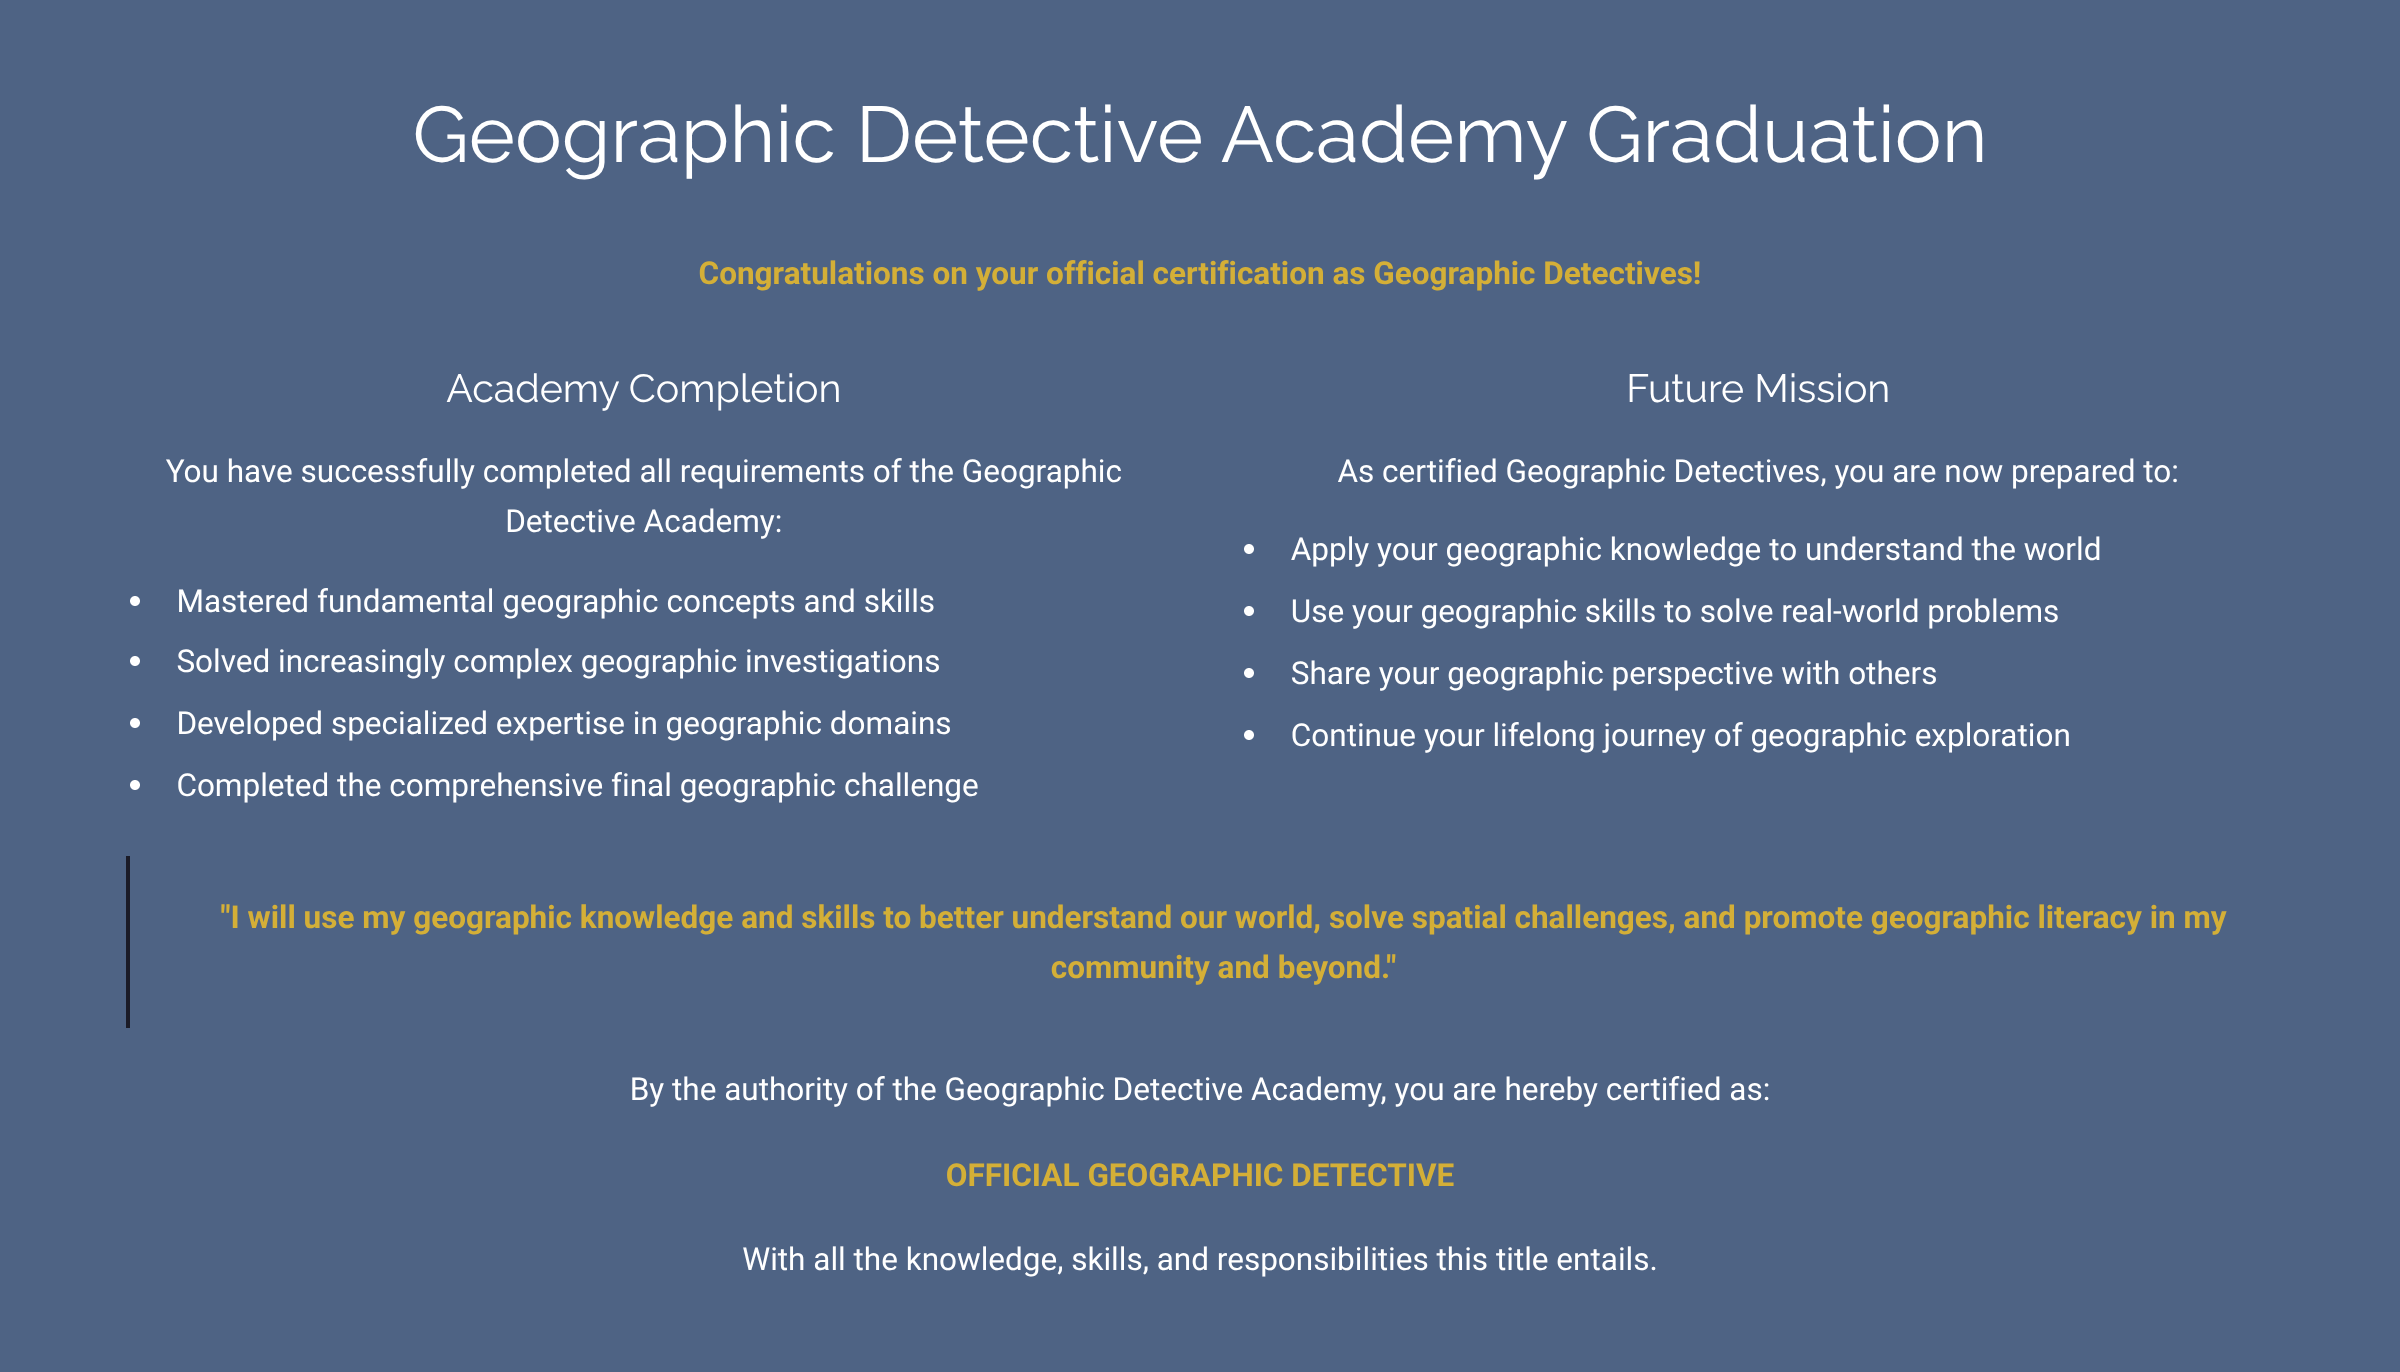 Geographic Detective Academy Graduation
Congratulations on your official certification as Geographic Detectives!
Academy Completion
You have successfully completed all requirements of the Geographic
Detective Academy:
• Mastered fundamental geographic concepts and skills
• Solved increasingly complex geographic investigations
• Developed specialized expertise in geographic domains
• Completed the comprehensive final geographic challenge
Future Mission
As certified Geographic Detectives, you are now prepared to:
• Apply your geographic knowledge to understand the world
• Use your geographic skills to solve real-world problems
• Share your geographic perspective with others
• Continue your lifelong journey of geographic exploration
"I will use my geographic knowledge and skills to better understand our world, solve spatial challenges, and promote geographic literacy in my
community and beyond."
By the authority of the Geographic Detective Academy, you are hereby certified as:
OFFICIAL GEOGRAPHIC DETECTIVE
With all the knowledge, skills, and responsibilities this title entails.